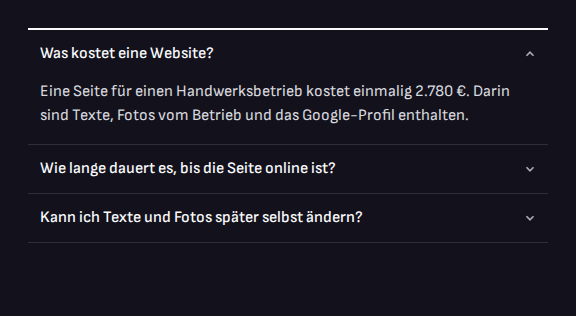 Was kostet eine Website?
Eine Seite für einen Handwerksbetrieb kostet einmalig 2.780 €. Darin
sind Texte, Fotos vom Betrieb und das Google-Profil enthalten.
Wie lange dauert es, bis die Seite online ist?
Kann ich Texte und Fotos später selbst ändern?